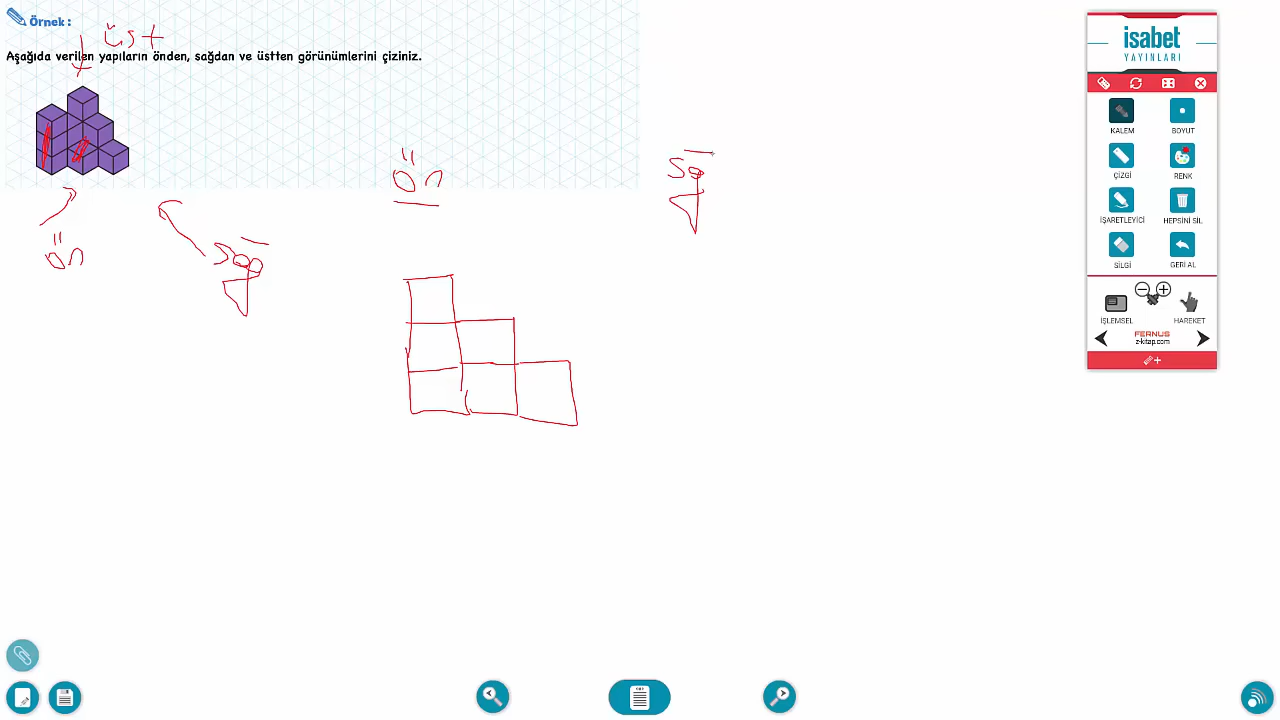 Örnek :
üst
Aşağıda verilen yapıların önden, sağdan ve üstten görünümlerini çiziniz.
ön
sağ
ön
sağ
isabet
YAYINLARI
KALEM
BOYUT
ÇİZGİ
RENK
İŞARETLEYİCİ
HEPSİNİ SİL
SİLGİ
GERİ AL
İŞLEMSEL
HAREKET
FERNUS
z-kitap.com